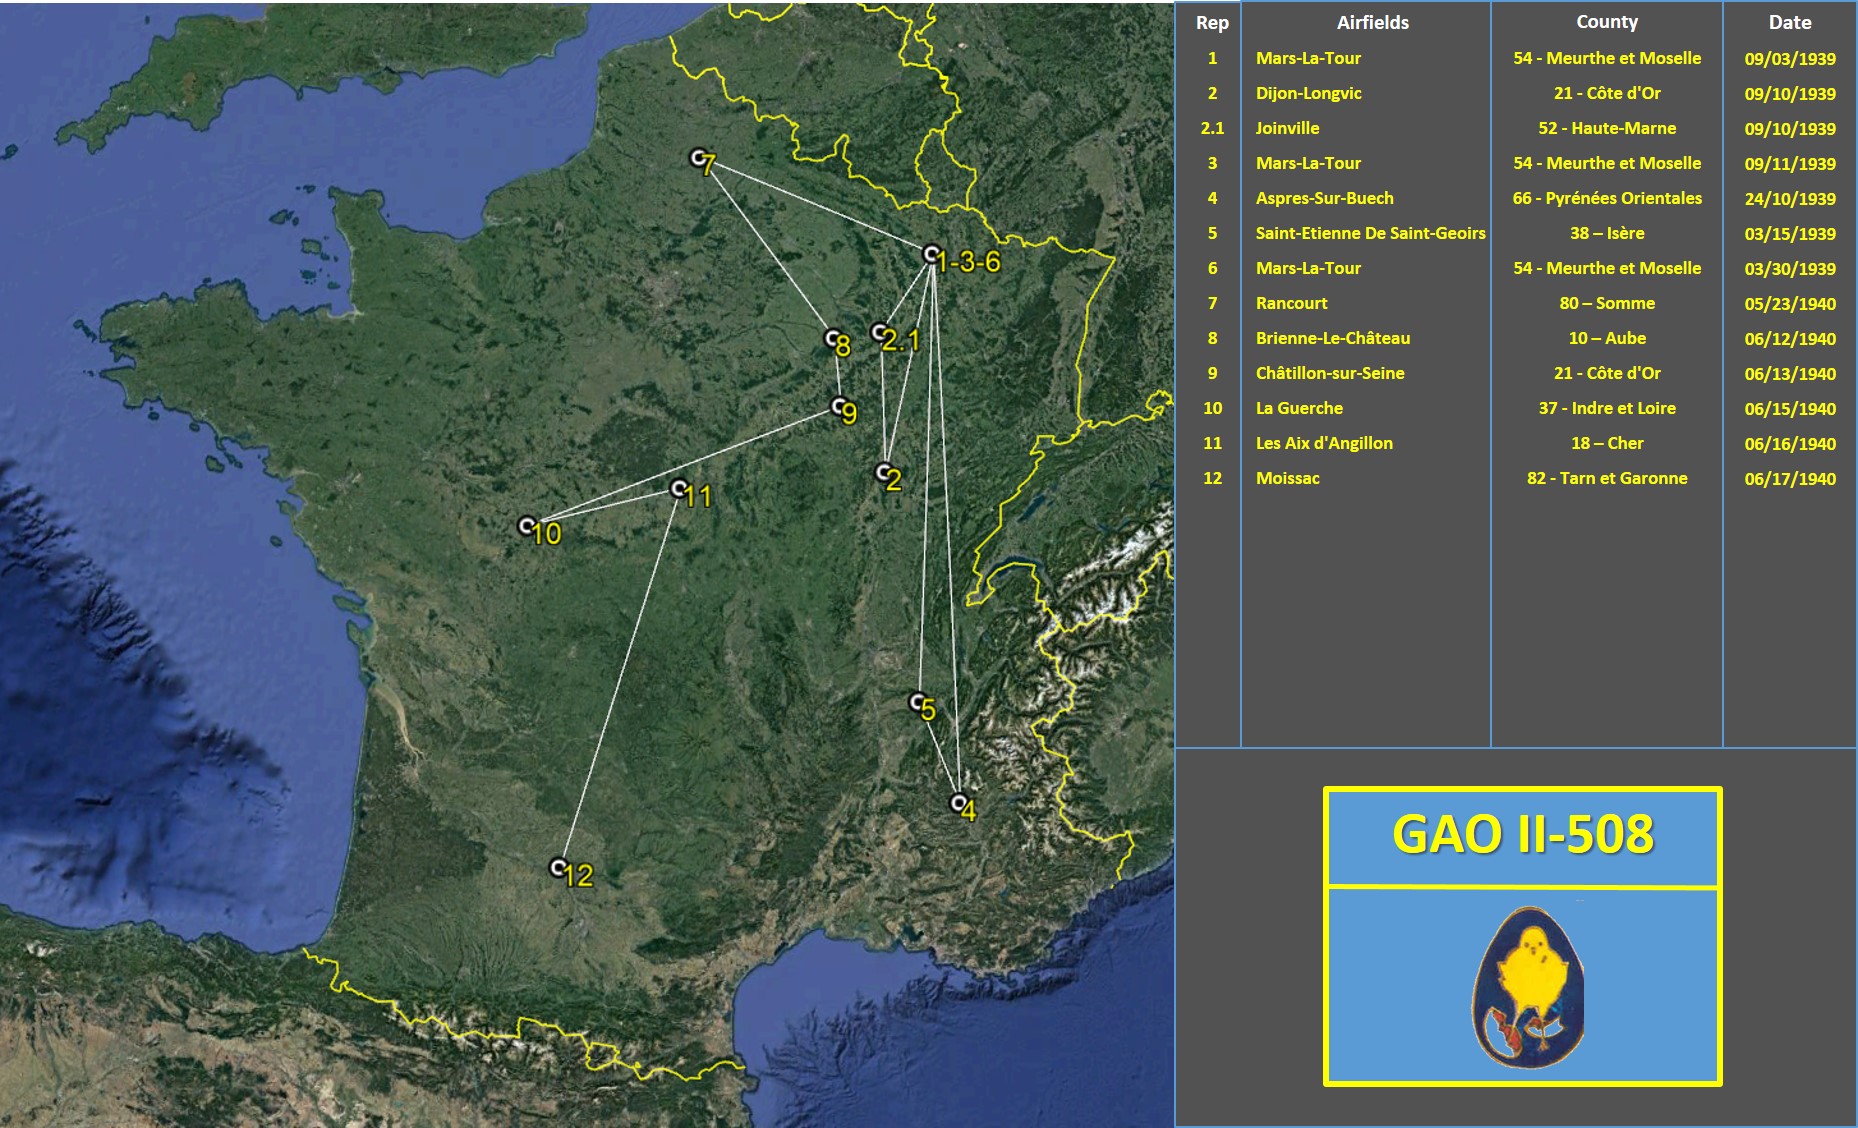 Rep Airfields County Date
1 Mars-La-Tour 54 - Meurthe et Moselle 09/03/1939
2 Dijon-Longvic 21 - Côte d'Or 09/10/1939
2.1 Joinville 52 - Haute-Marne 09/10/1939
3 Mars-La-Tour 54 - Meurthe et Moselle 09/11/1939
4 Aspres-Sur-Buech 66 - Pyrénées Orientales 24/10/1939
5 Saint-Etienne De Saint-Geoirs 38 – Isère 03/15/1939
6 Mars-La-Tour 54 - Meurthe et Moselle 03/30/1939
7 Rancourt 80 – Somme 05/23/1940
8 Brienne-Le-Château 10 – Aube 06/12/1940
9 Châtillon-sur-Seine 21 - Côte d'Or 06/13/1940
10 La Guerche 37 - Indre et Loire 06/15/1940
11 Les Aix d'Angillon 18 – Cher 06/16/1940
12 Moissac 82 - Tarn et Garonne 06/17/1940
7
1-3-6
2.1
8
9
2
11
10
5
4
12
GAO II-508